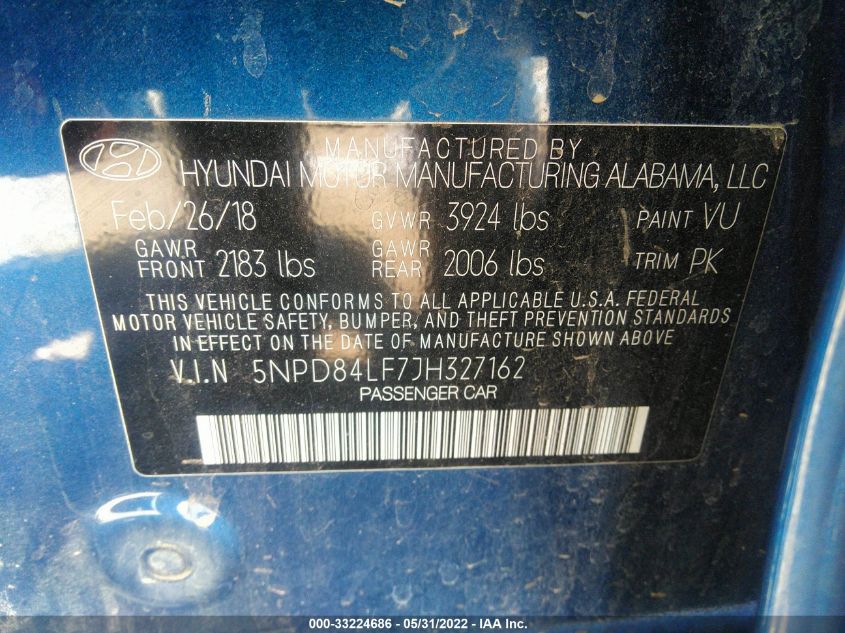 MANUFACTURED BY
HYUNDAI MOTOR MANUFACTURING ALABAMA, LLC
Feb/26/18 GVWR 3924 lbs PAINT VU
GAWR FRONT 2183 lbs GAWR REAR 2006 lbs TRIM PK
THIS VEHICLE CONFORMS TO ALL APPLICABLE U.S.A. FEDERAL
MOTOR VEHICLE SAFETY, BUMPER, AND THEFT PREVENTION STANDARDS
IN EFFECT ON THE DATE OF MANUFACTURE SHOWN ABOVE
V.I.N 5NPD84LF7JH327162
PASSENGER CAR
000-33224686 - 05/31/2022 - IAA Inc.